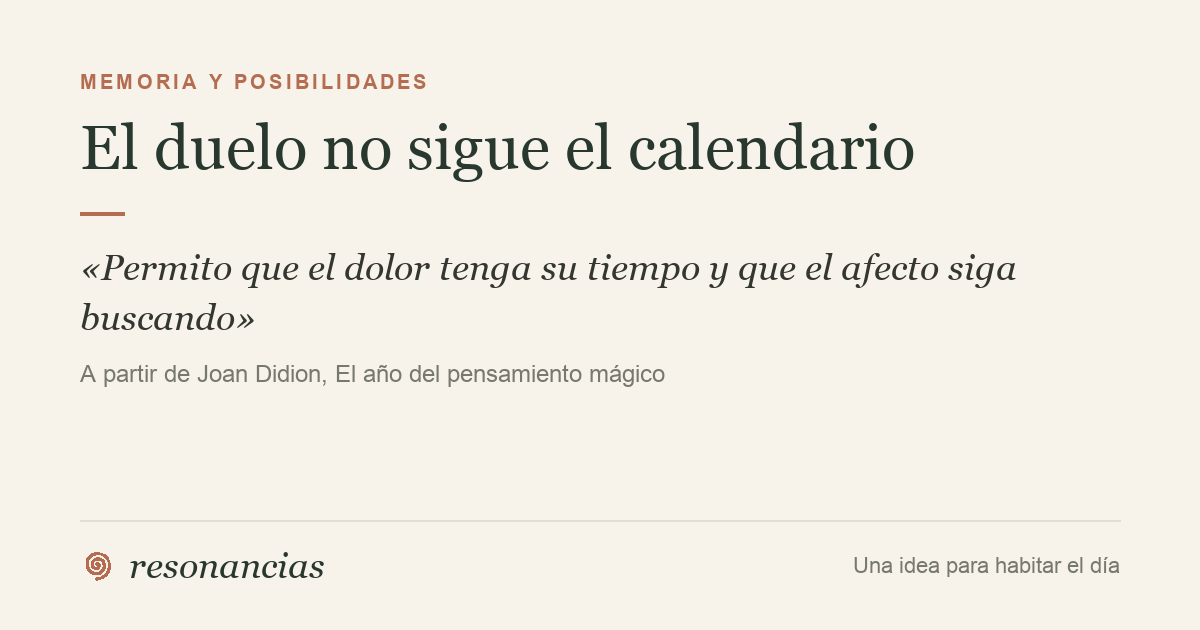 MEMORIA Y POSIBILIDADES
El duelo no sigue el calendario
«Permito que el dolor tenga su tiempo y que el afecto siga
buscando»
A partir de Joan Didion, El año del pensamiento mágico
resonancias
Una idea para habitar el día